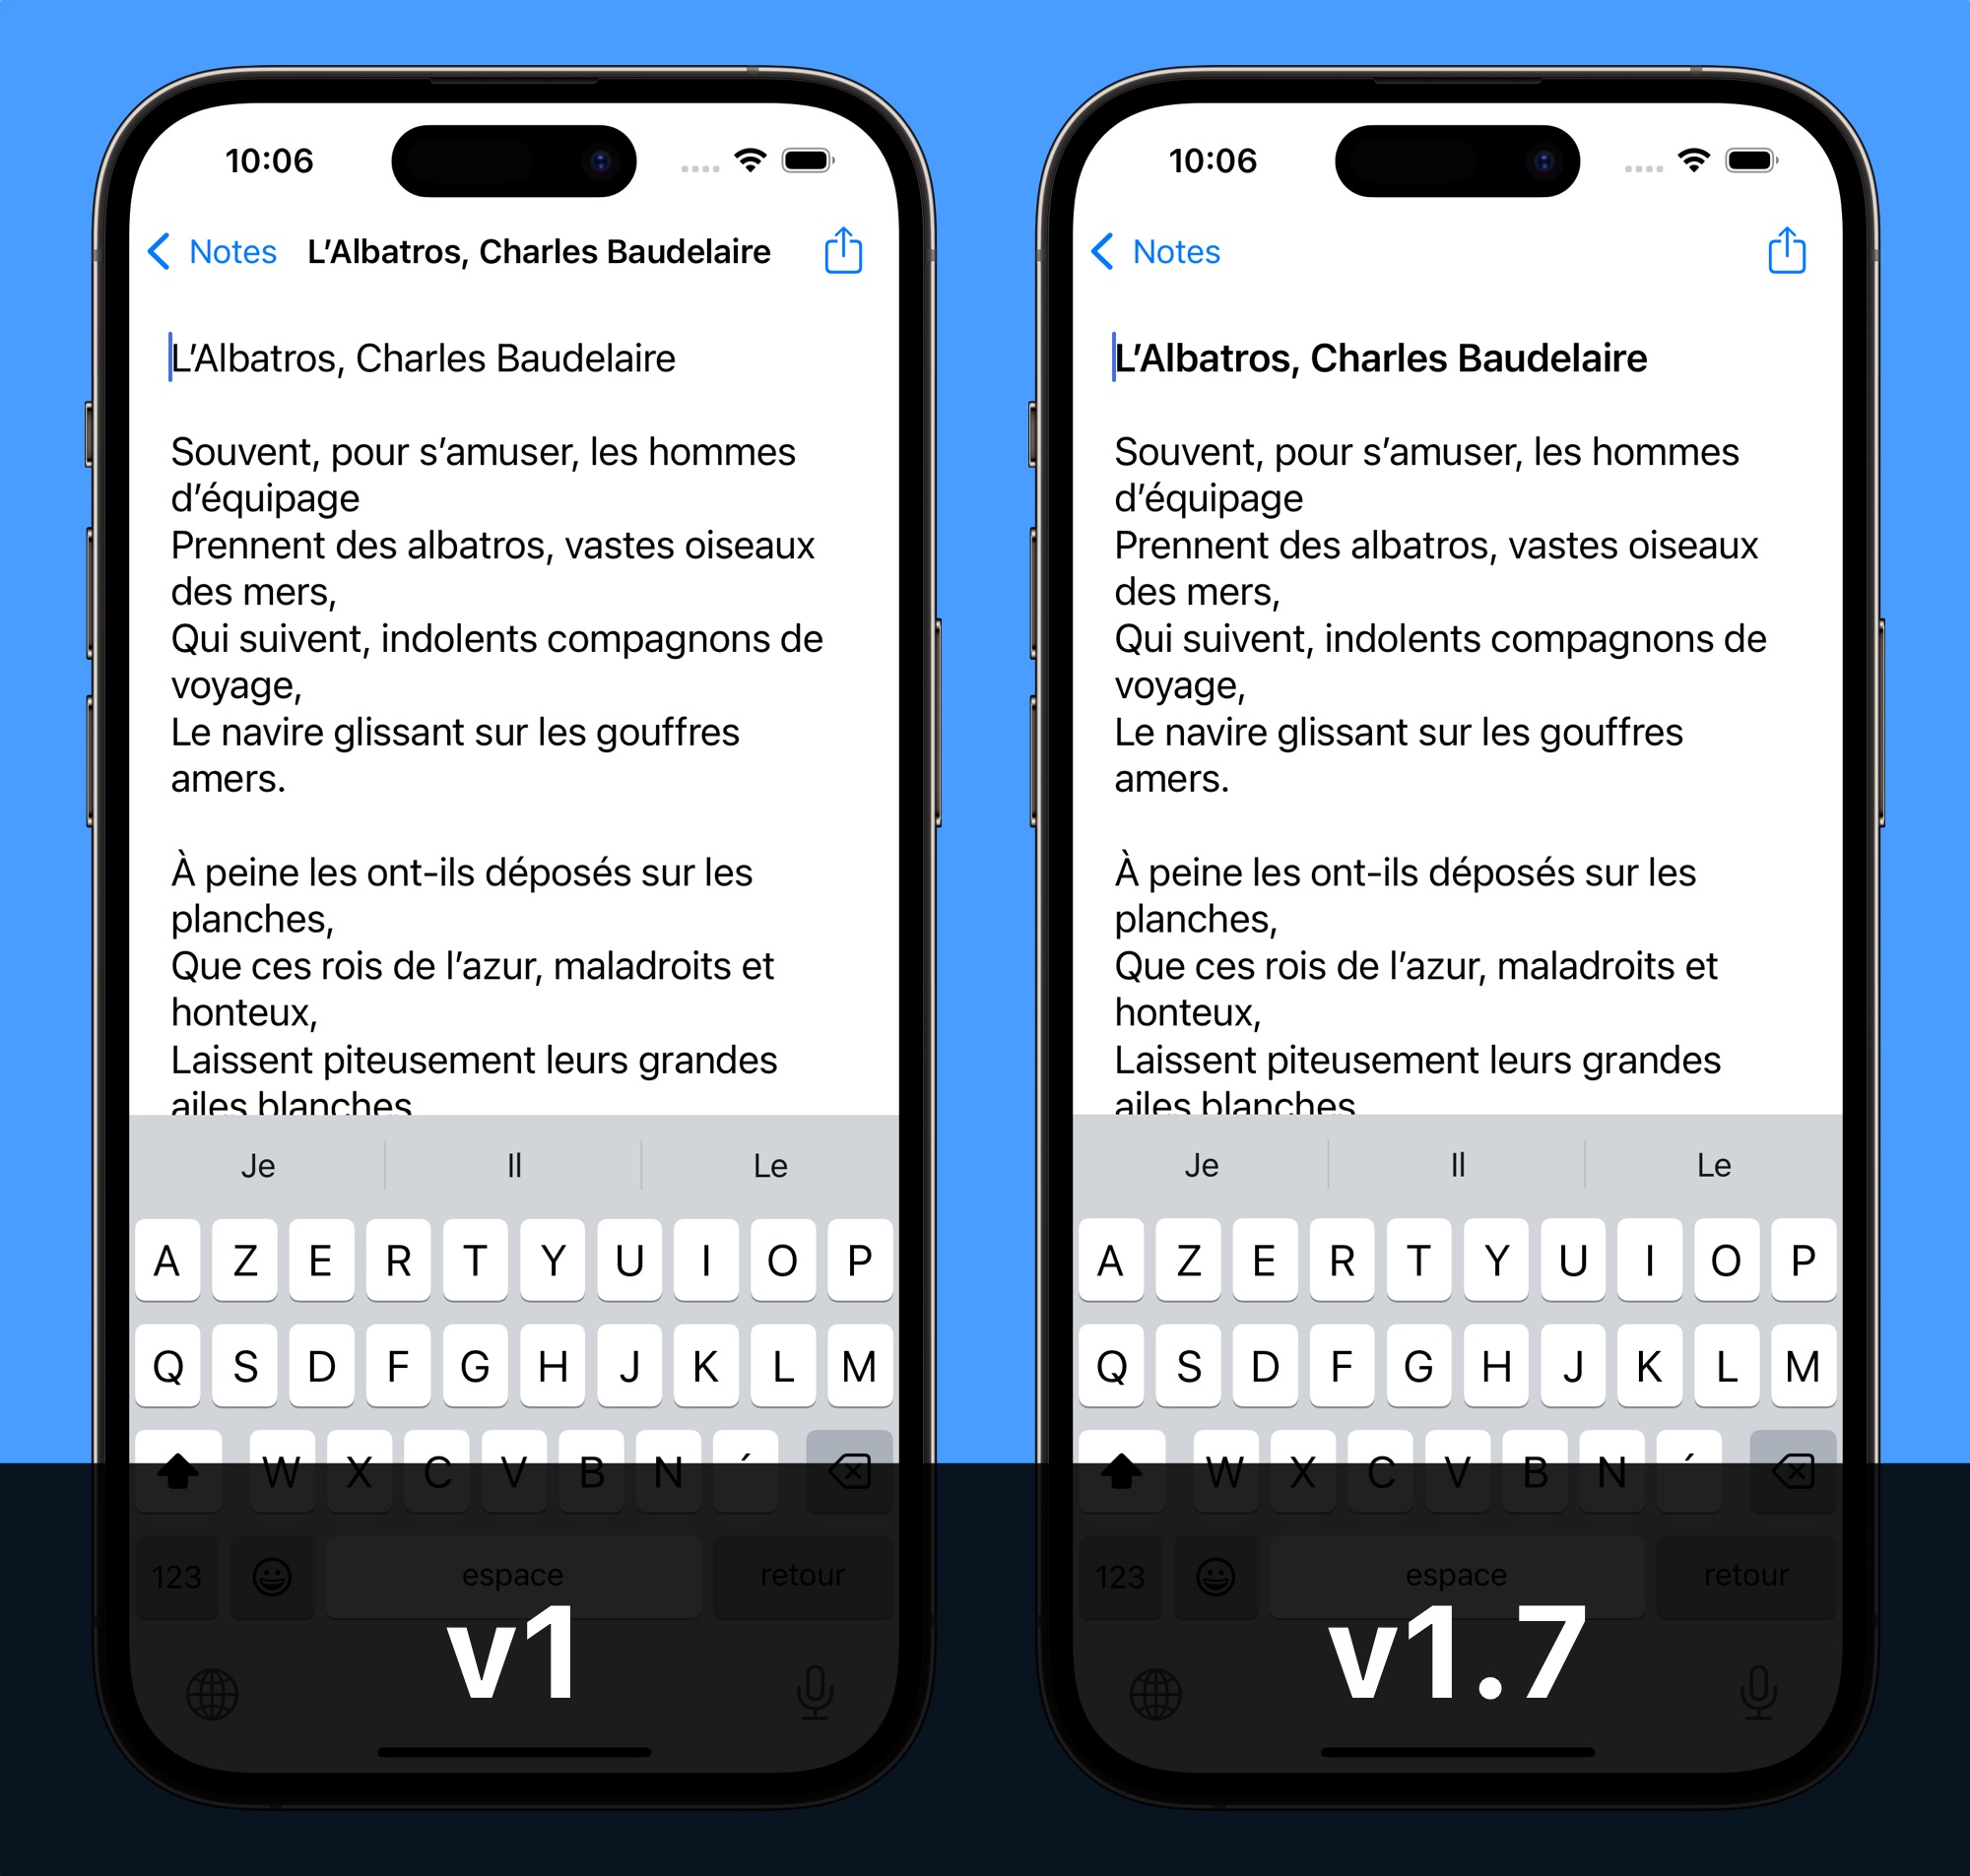 10:06
Notes L’Albatros, Charles Baudelaire
L’Albatros, Charles Baudelaire
Souvent, pour s’amuser, les hommes
d’équipage
Prennent des albatros, vastes oiseaux
des mers,
Qui suivent, indolents compagnons de
voyage,
Le navire glissant sur les gouffres
amers.
À peine les ont-ils déposés sur les
planches,
Que ces rois de l’azur, maladroits et
honteux,
Laissent piteusement leurs grandes
ailes blanches
Je Il Le
A Z E R T Y U I O P
Q S D F G H J K L M
W X C V B N ´
123 espace retour
v1
10:06
Notes
L’Albatros, Charles Baudelaire
Souvent, pour s’amuser, les hommes
d’équipage
Prennent des albatros, vastes oiseaux
des mers,
Qui suivent, indolents compagnons de
voyage,
Le navire glissant sur les gouffres
amers.
À peine les ont-ils déposés sur les
planches,
Que ces rois de l’azur, maladroits et
honteux,
Laissent piteusement leurs grandes
ailes blanches
Je Il Le
A Z E R T Y U I O P
Q S D F G H J K L M
W X C V B N ´
123 espace retour
v1.7